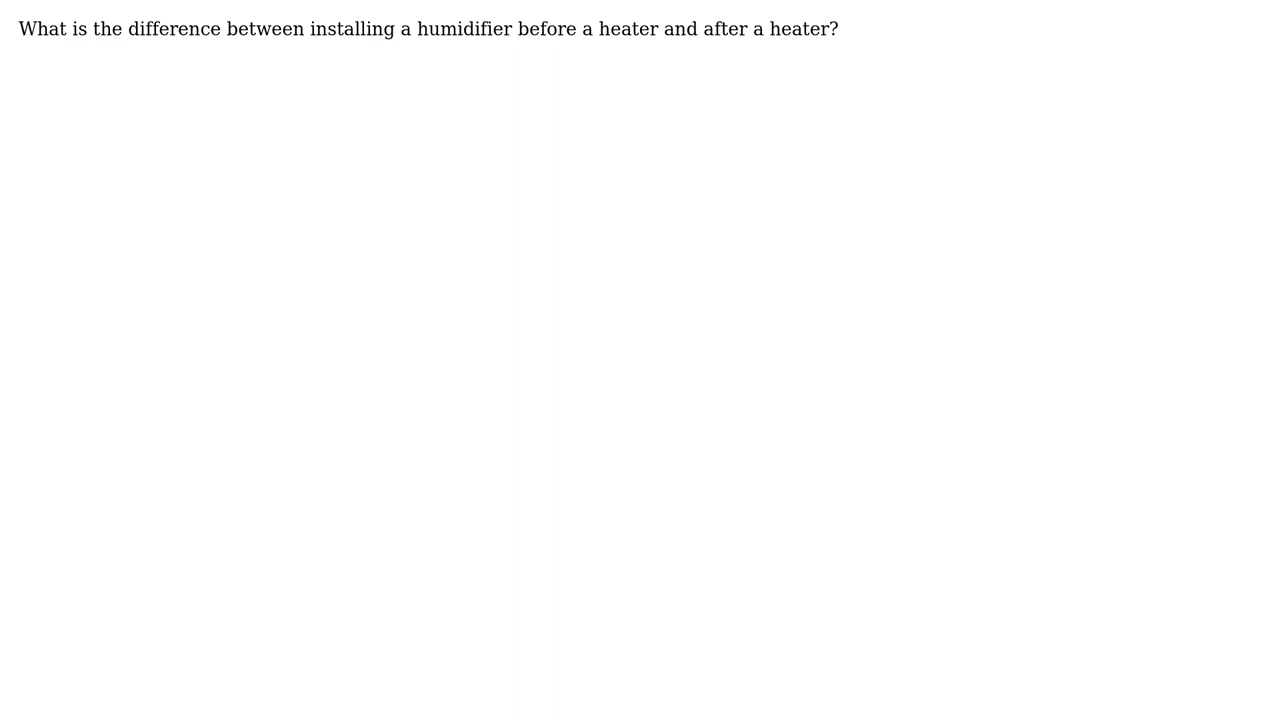 What is the difference between installing a humidifier before a heater and after a heater?